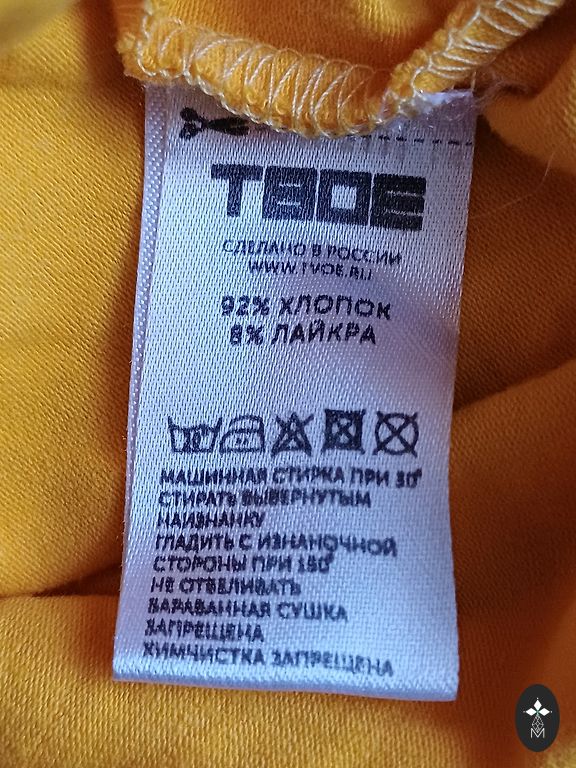 ТВОЕ
СДЕЛАНО В РОССИИ
WWW.TVOE.RU
92% ХЛОПОК
8% ЛАЙКРА
МАШИННАЯ СТИРКА ПРИ 30°
СТИРАТЬ ВЫВЕРНУТЫМ
НАИЗНАНКУ
ГЛАДИТЬ С ИЗНАНОЧНОЙ
СТОРОНЫ ПРИ 150°
НЕ ОТБЕЛИВАТЬ
БАРАБАННАЯ СУШКА
ЗАПРЕЩЕНА
ХИМЧИСТКА ЗАПРЕЩЕНА
M